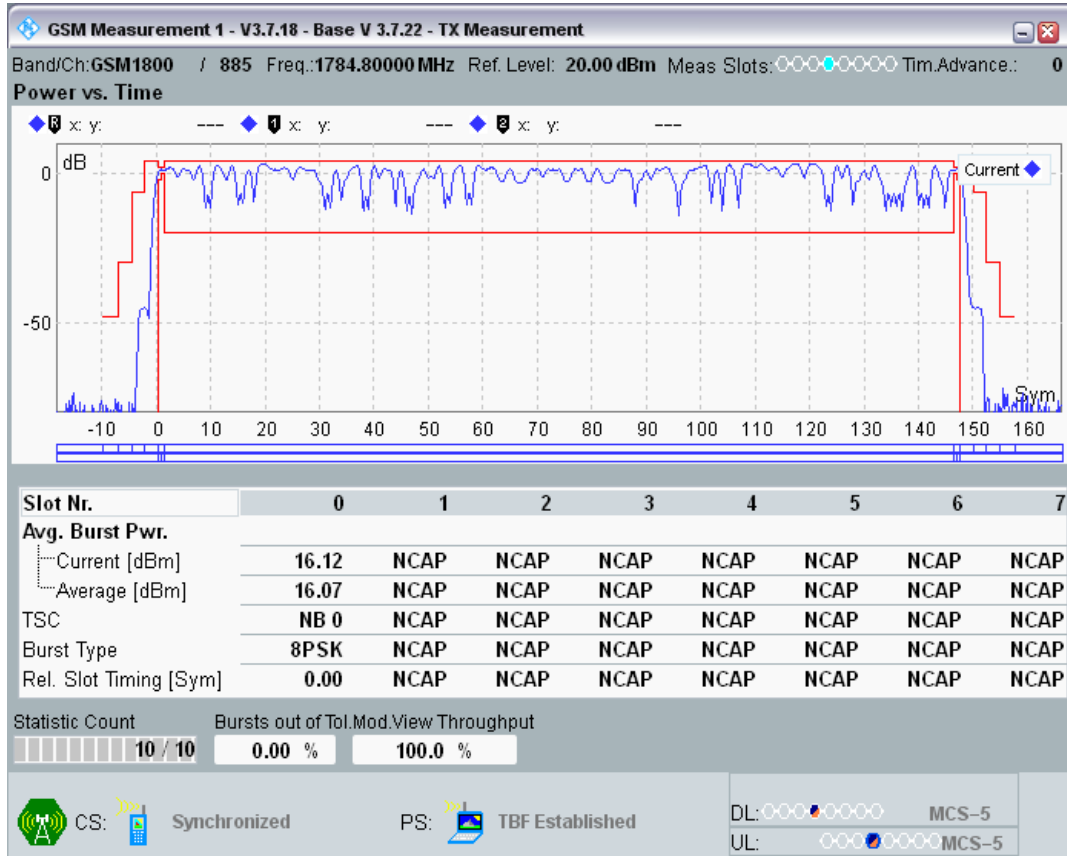 GSM Measurement 1 - V3.7.18 - Base V 3.7.22 - TX Measurement
Band/Ch:GSM1800 / 885 Freq.:1784.80000 MHz Ref. Level: 20.00 dBm Meas Slots: Tim.Advance.: 0
Power vs. Time
R x: y: --- 1 x: y: --- 2 x: y: ---
dB
Current
0
-50
Sym
-10 0 10 20 30 40 50 60 70 80 90 100 110 120 130 140 150 160
Slot Nr. 0 1 2 3 4 5 6 7
Avg. Burst Pwr.
Current [dBm] 16.12 NCAP NCAP NCAP NCAP NCAP NCAP NCAP
Average [dBm] 16.07 NCAP NCAP NCAP NCAP NCAP NCAP NCAP
TSC NB 0 NCAP NCAP NCAP NCAP NCAP NCAP NCAP
Burst Type 8PSK NCAP NCAP NCAP NCAP NCAP NCAP NCAP
Rel. Slot Timing [Sym] 0.00 NCAP NCAP NCAP NCAP NCAP NCAP NCAP
Statistic Count Bursts out of Tol.Mod.View Throughput
10 / 10 0.00 % 100.0 %
CS: Synchronized PS: TBF Established
DL: MCS-5
UL: MCS-5